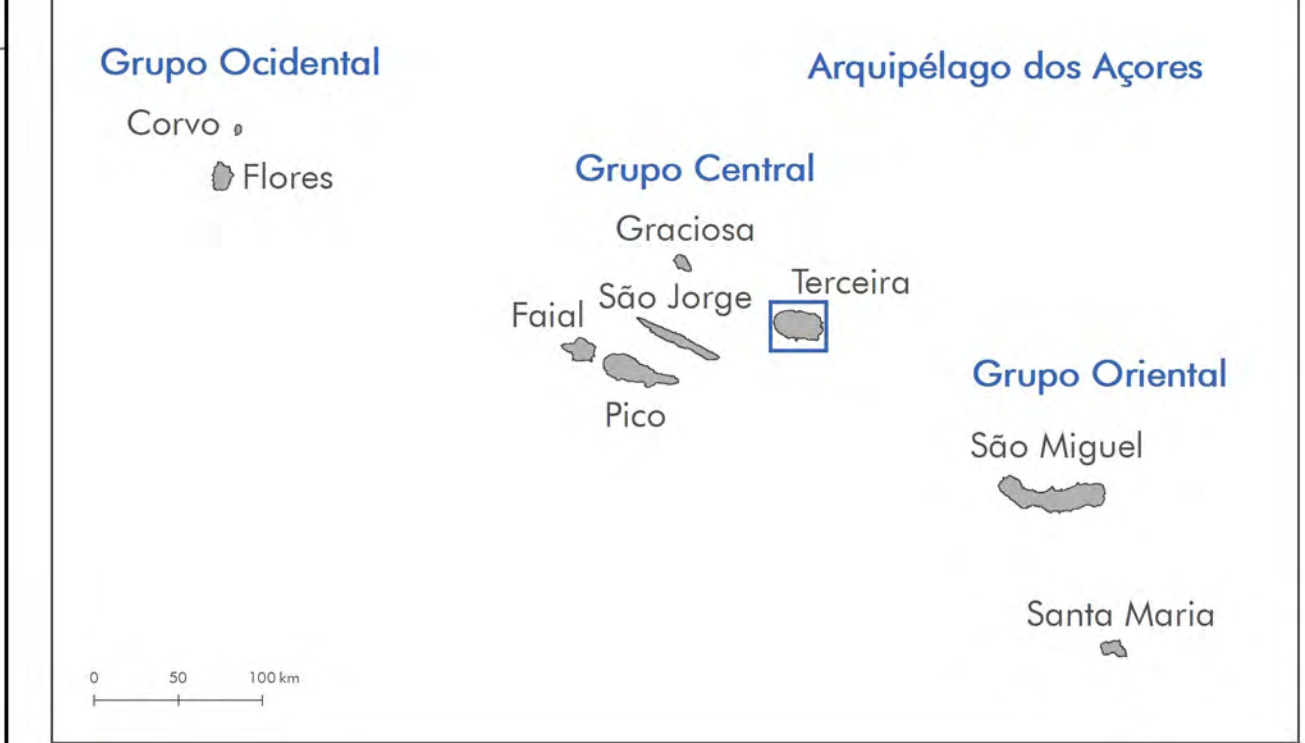 Grupo Ocidental
Arquipélago dos Açores
Corvo
Flores
Grupo Central
Graciosa
Terceira
São Jorge
Faial
Pico
Grupo Oriental
São Miguel
Santa Maria
0 50 100 km